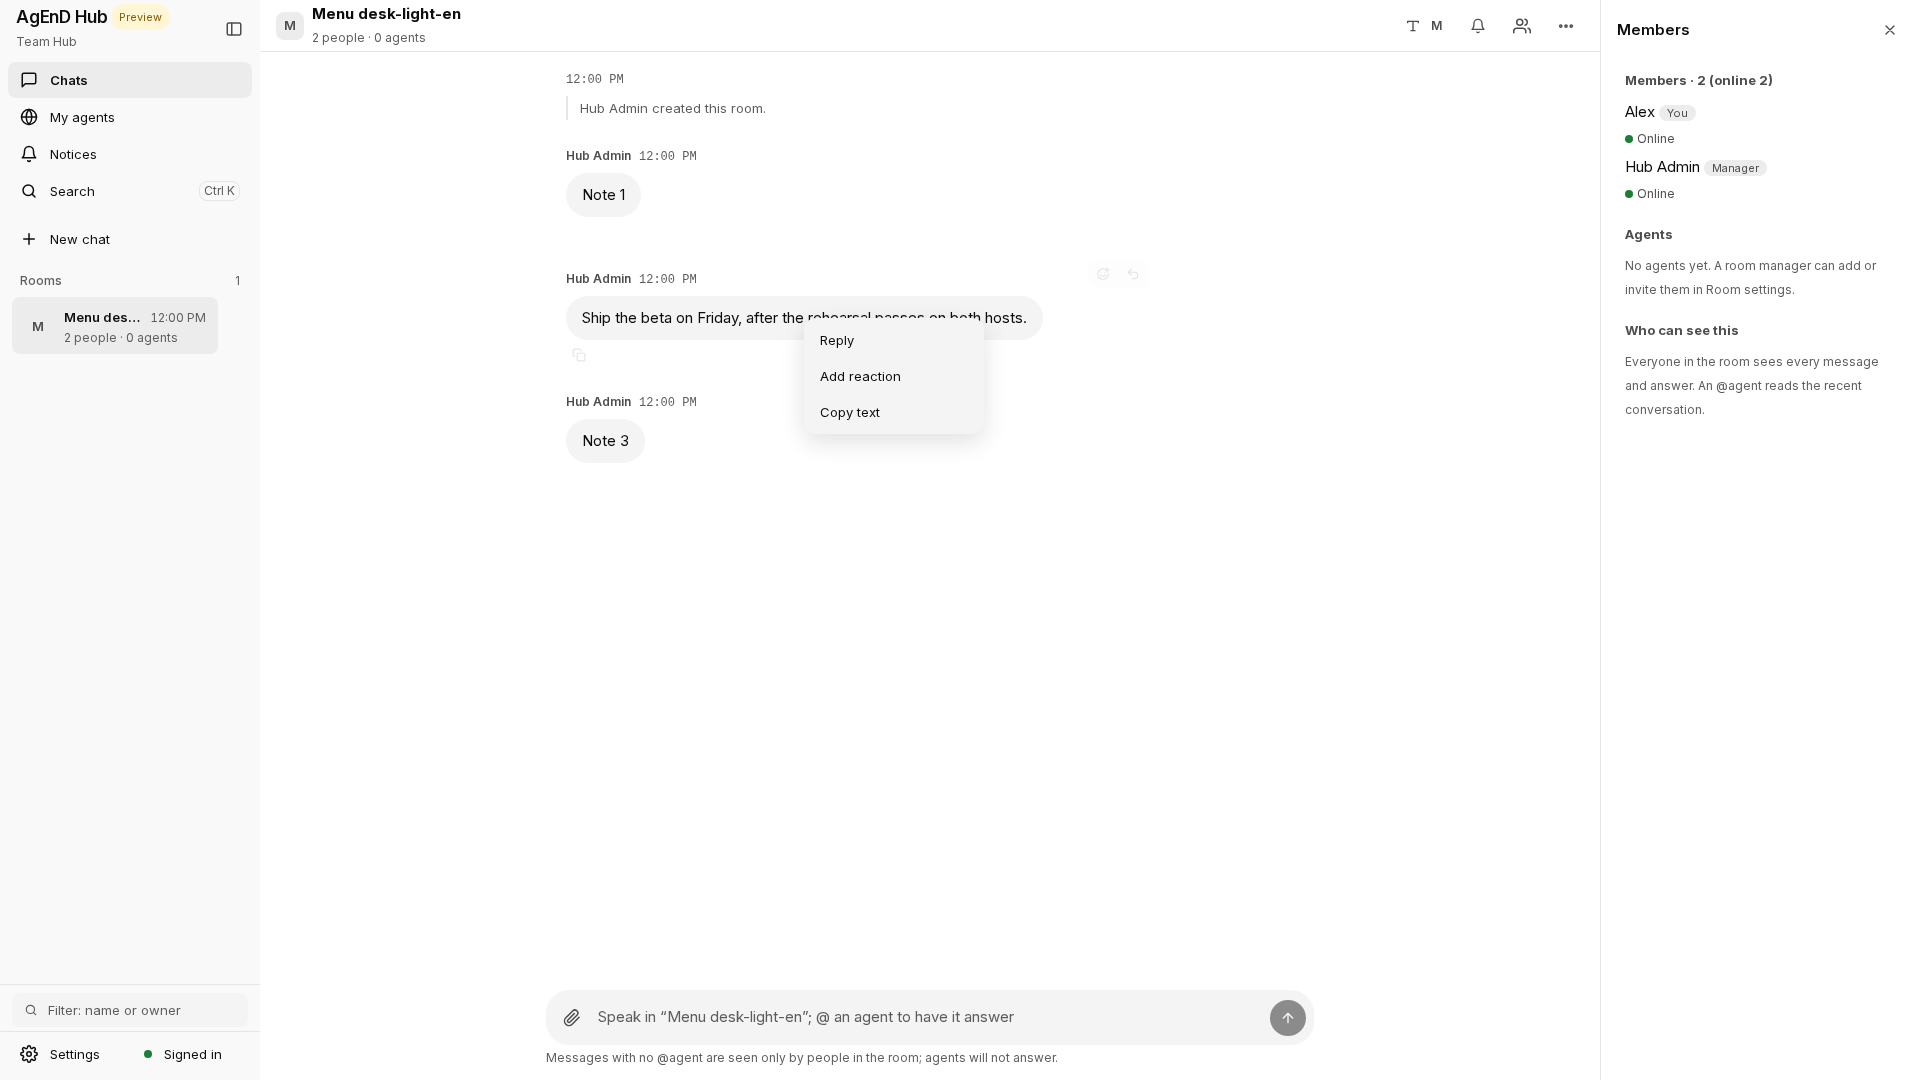 AgEnD Hub Preview
Team Hub
Chats
My agents
Notices
Search Ctrl K
New chat
Rooms 1
M Menu des... 12:00 PM
2 people · 0 agents
Filter: name or owner
Settings Signed in
M Menu desk-light-en
2 people · 0 agents
M
12:00 PM
Hub Admin created this room.
Hub Admin 12:00 PM
Note 1
Hub Admin 12:00 PM
Ship the beta on Friday, after the rehearsal passes on both hosts.
Reply
Add reaction
Copy text
Hub Admin 12:00 PM
Note 3
Speak in “Menu desk-light-en”; @ an agent to have it answer
Messages with no @agent are seen only by people in the room; agents will not answer.
Members
Members · 2 (online 2)
Alex You
Online
Hub Admin Manager
Online
Agents
No agents yet. A room manager can add or
invite them in Room settings.
Who can see this
Everyone in the room sees every message
and answer. An @agent reads the recent
conversation.